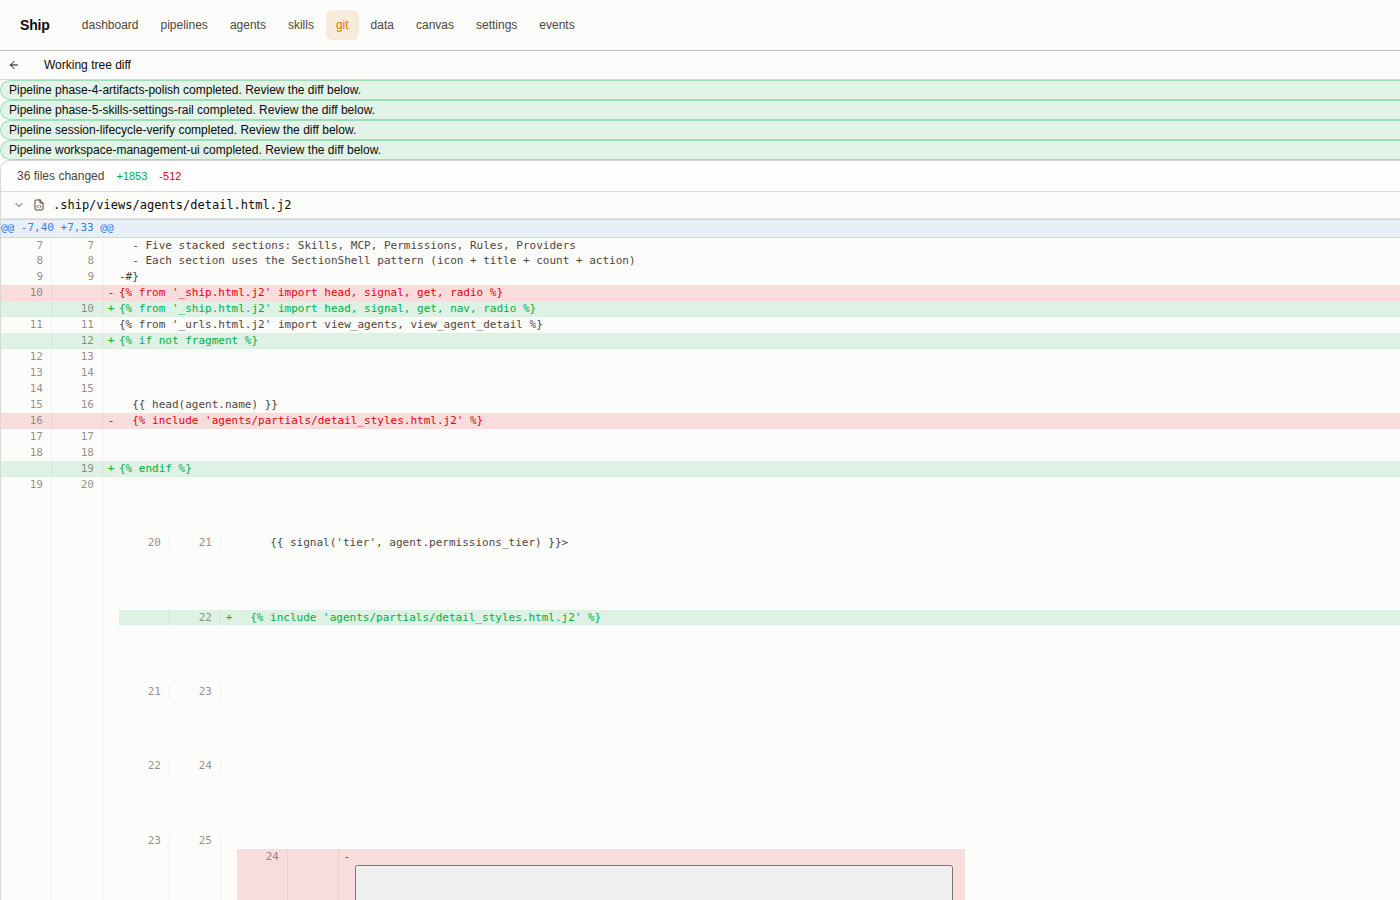 Ship dashboard pipelines agents skills git data canvas settings events
Working tree diff
Pipeline phase-4-artifacts-polish completed. Review the diff below.
Pipeline phase-5-skills-settings-rail completed. Review the diff below.
Pipeline session-lifecycle-verify completed. Review the diff below.
Pipeline workspace-management-ui completed. Review the diff below.
36 files changed +1853 -512
.ship/views/agents/detail.html.j2
@@ -7,40 +7,33 @@
7 7 - Five stacked sections: Skills, MCP, Permissions, Rules, Providers
8 8 - Each section uses the SectionShell pattern (icon + title + count + action)
9 9 -#}
10 - {% from '_ship.html.j2' import head, signal, get, radio %}
10 + {% from '_ship.html.j2' import head, signal, get, nav, radio %}
11 11 {% from '_urls.html.j2' import view_agents, view_agent_detail %}
12 + {% if not fragment %}
12 13
13 14
14 15
15 16 {{ head(agent.name) }}
16 - {% include 'agents/partials/detail_styles.html.j2' %}
17 17
18 18
19 + {% endif %}
19 20
20 21 {{ signal('tier', agent.permissions_tier) }}>
22 + {% include 'agents/partials/detail_styles.html.j2' %}
21 23
22 24
23 25
24 -